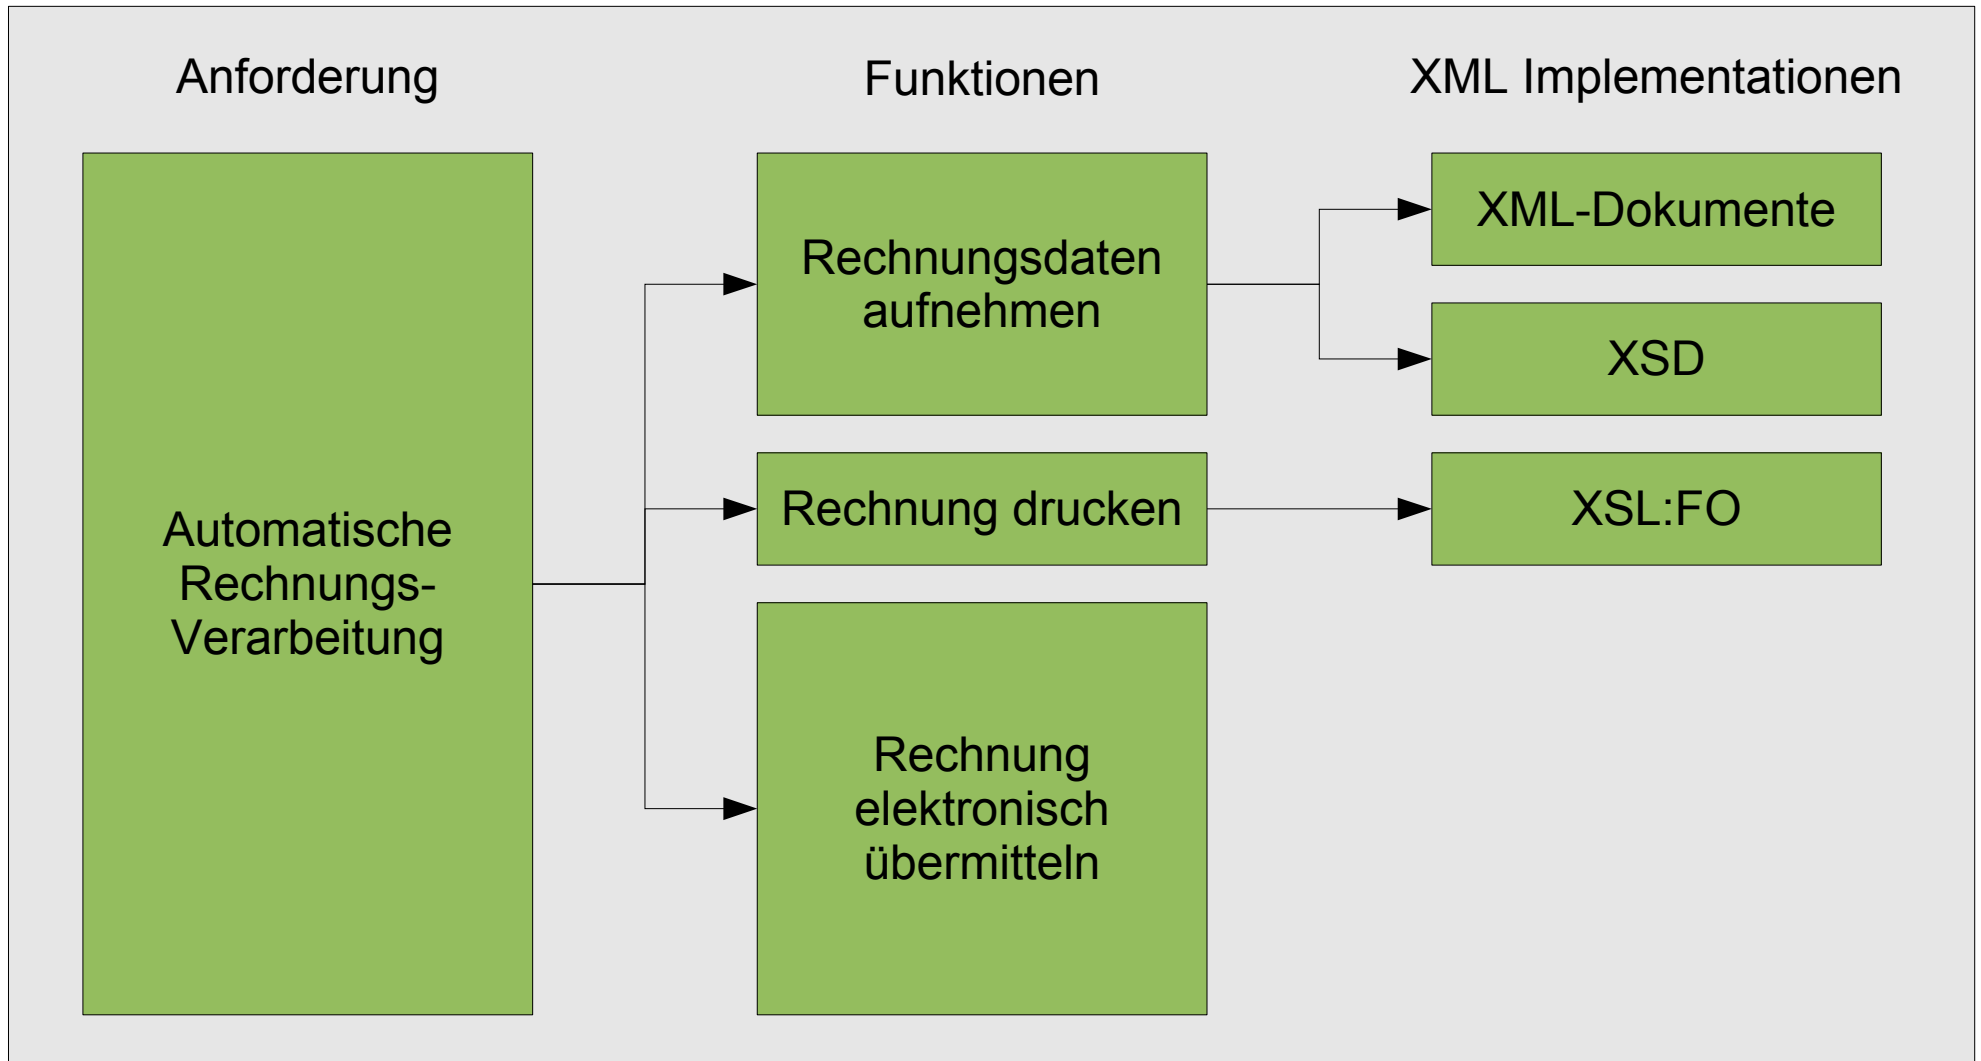 Anforderung
Funktionen
XML Implementationen
Automatische
Rechnungs-
Verarbeitung
Rechnungsdaten
aufnehmen
Rechnung drucken
Rechnung
elektronisch
übermitteln
XML-Dokumente
XSD
XSL:FO